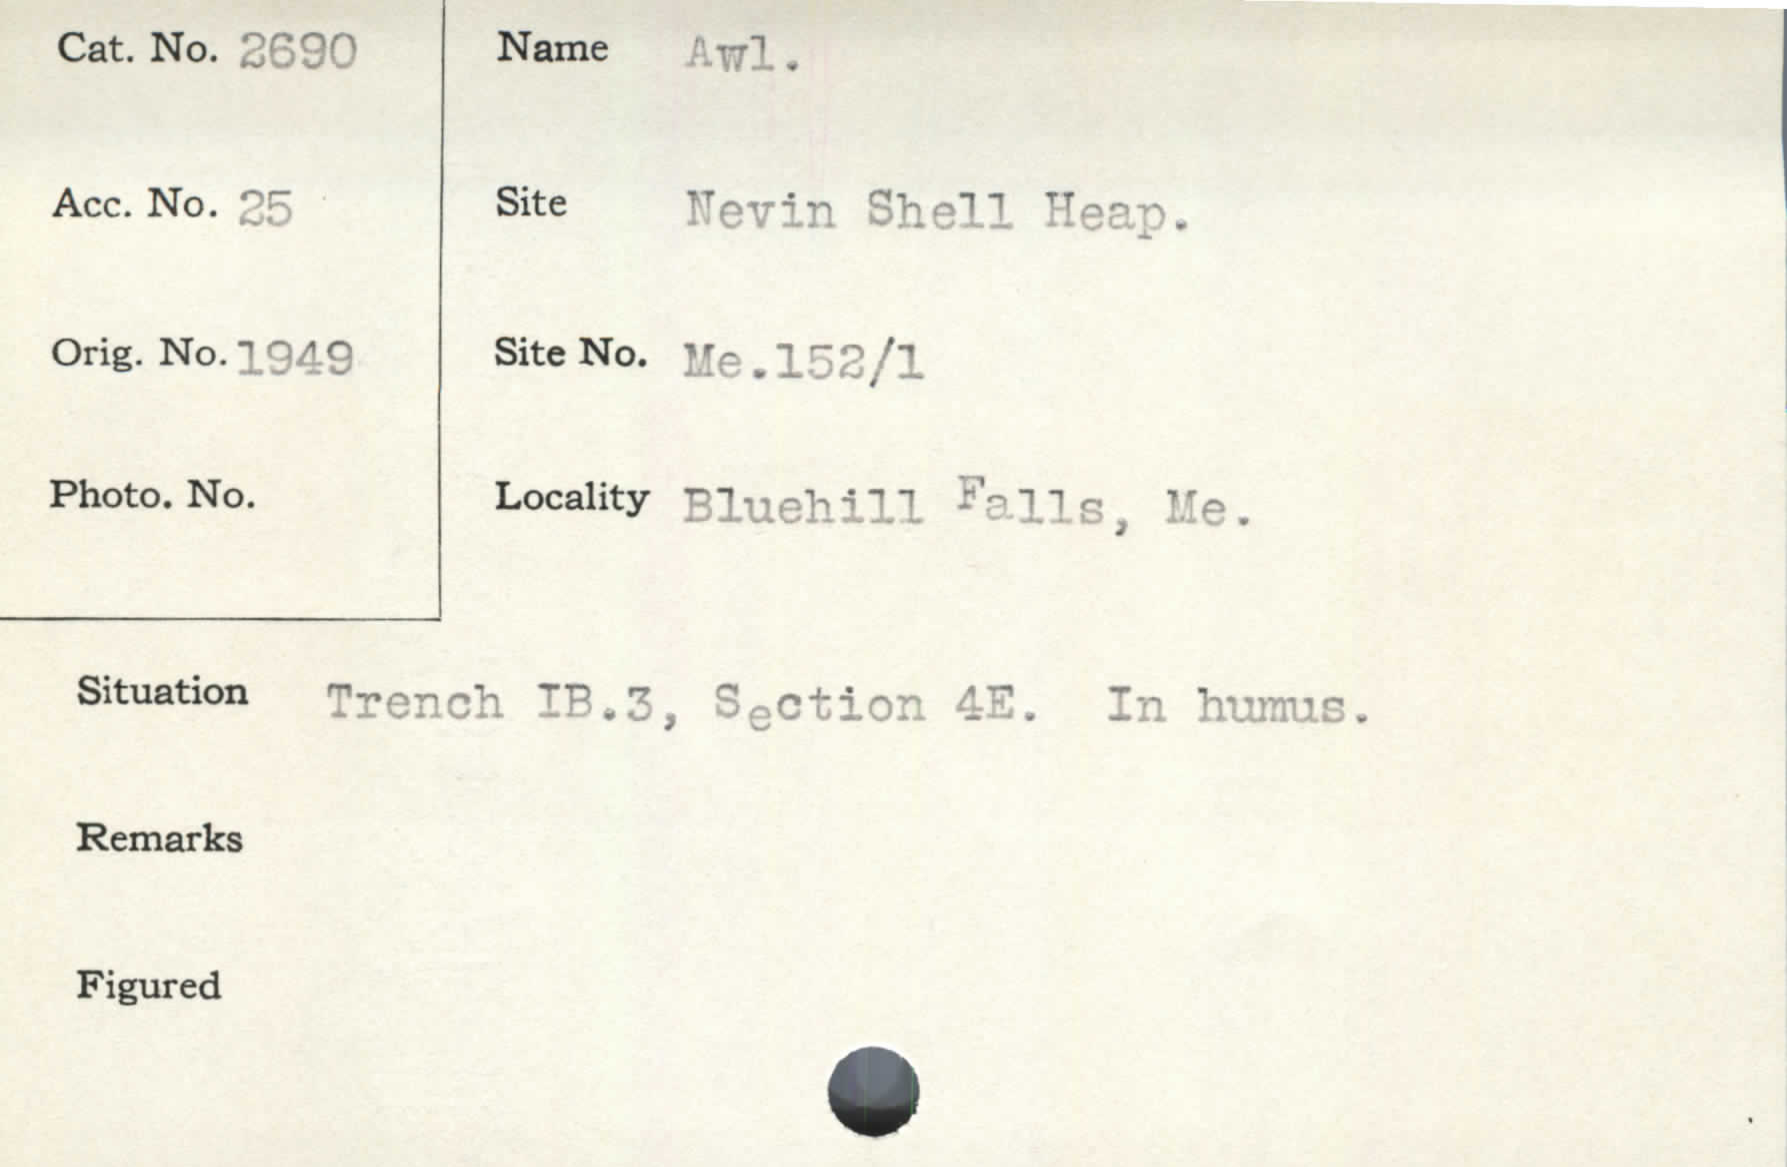 Cat. No. 2690
Name Awl.
Acc. No. 25
Site Nevin Shell Heap.
Orig. No. 1949
Site No. Me.152/1
Photo. No.
Locality Bluehill Falls, Me.
Situation Trench IB.3, Section 4E. In humus.
Remarks
Figured